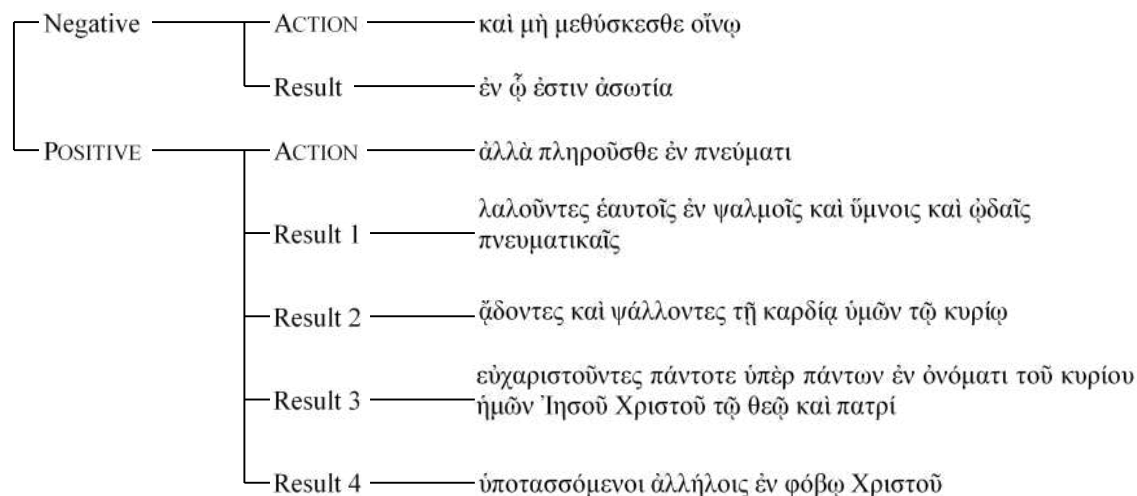 Negative ACTION καὶ μὴ μεθύσκεσθε οἴνῳ
Result ἐν ᾧ ἐστιν ἀσωτία
POSITIVE ACTION ἀλλὰ πληροῦσθε ἐν πνεύματι
Result 1 λαλοῦντες ἑαυτοῖς ἐν ψαλμοῖς καὶ ὕμνοις καὶ ᾠδαῖς
πνευματικαῖς
Result 2 ᾄδοντες καὶ ψάλλοντες τῇ καρδίᾳ ὑμῶν τῷ κυρίῳ
Result 3 εὐχαριστοῦντες πάντοτε ὑπὲρ πάντων ἐν ὀνόματι τοῦ κυρίου
ἡμῶν Ἰησοῦ Χριστοῦ τῷ θεῷ καὶ πατρί
Result 4 ὑποτασσόμενοι ἀλλήλοις ἐν φόβῳ Χριστοῦ